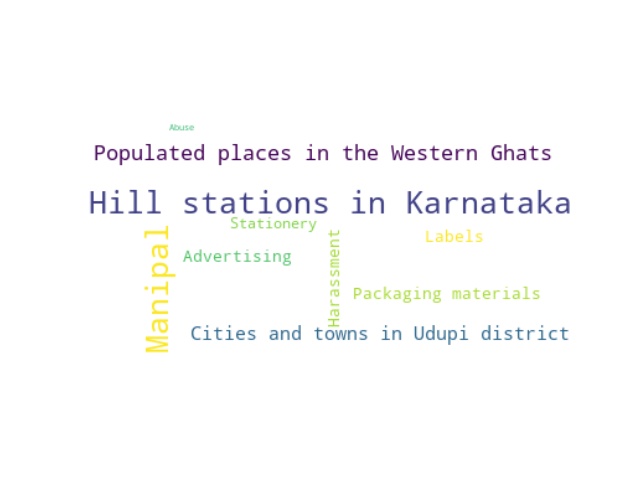 Abuse
Populated places in the Western Ghats
Hill stations in Karnataka
Stationery
Labels
Manipal
Advertising
Harassment
Packaging materials
Cities and towns in Udupi district